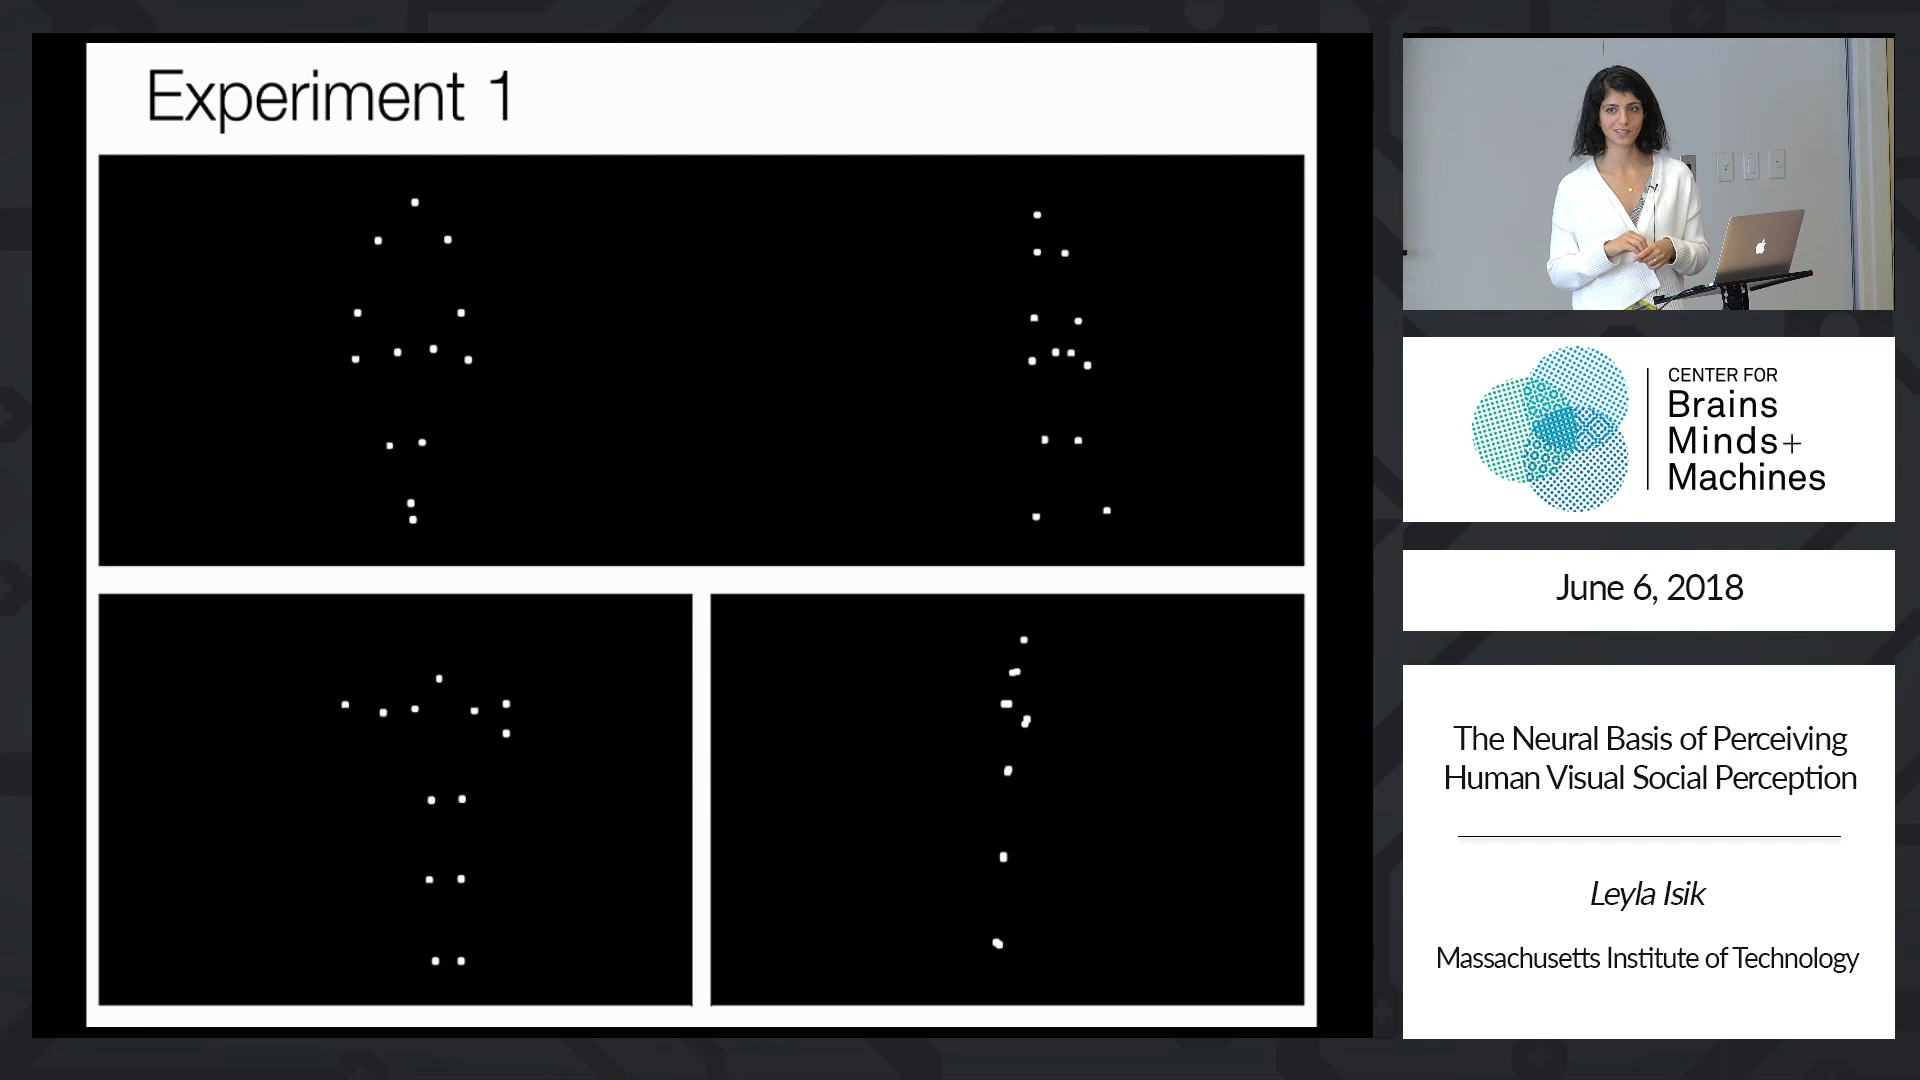 Experiment 1
CENTER FOR
Brains
Minds+
Machines
June 6, 2018
The Neural Basis of Perceiving
Human Visual Social Perception
Leyla Isik
Massachusetts Institute of Technology